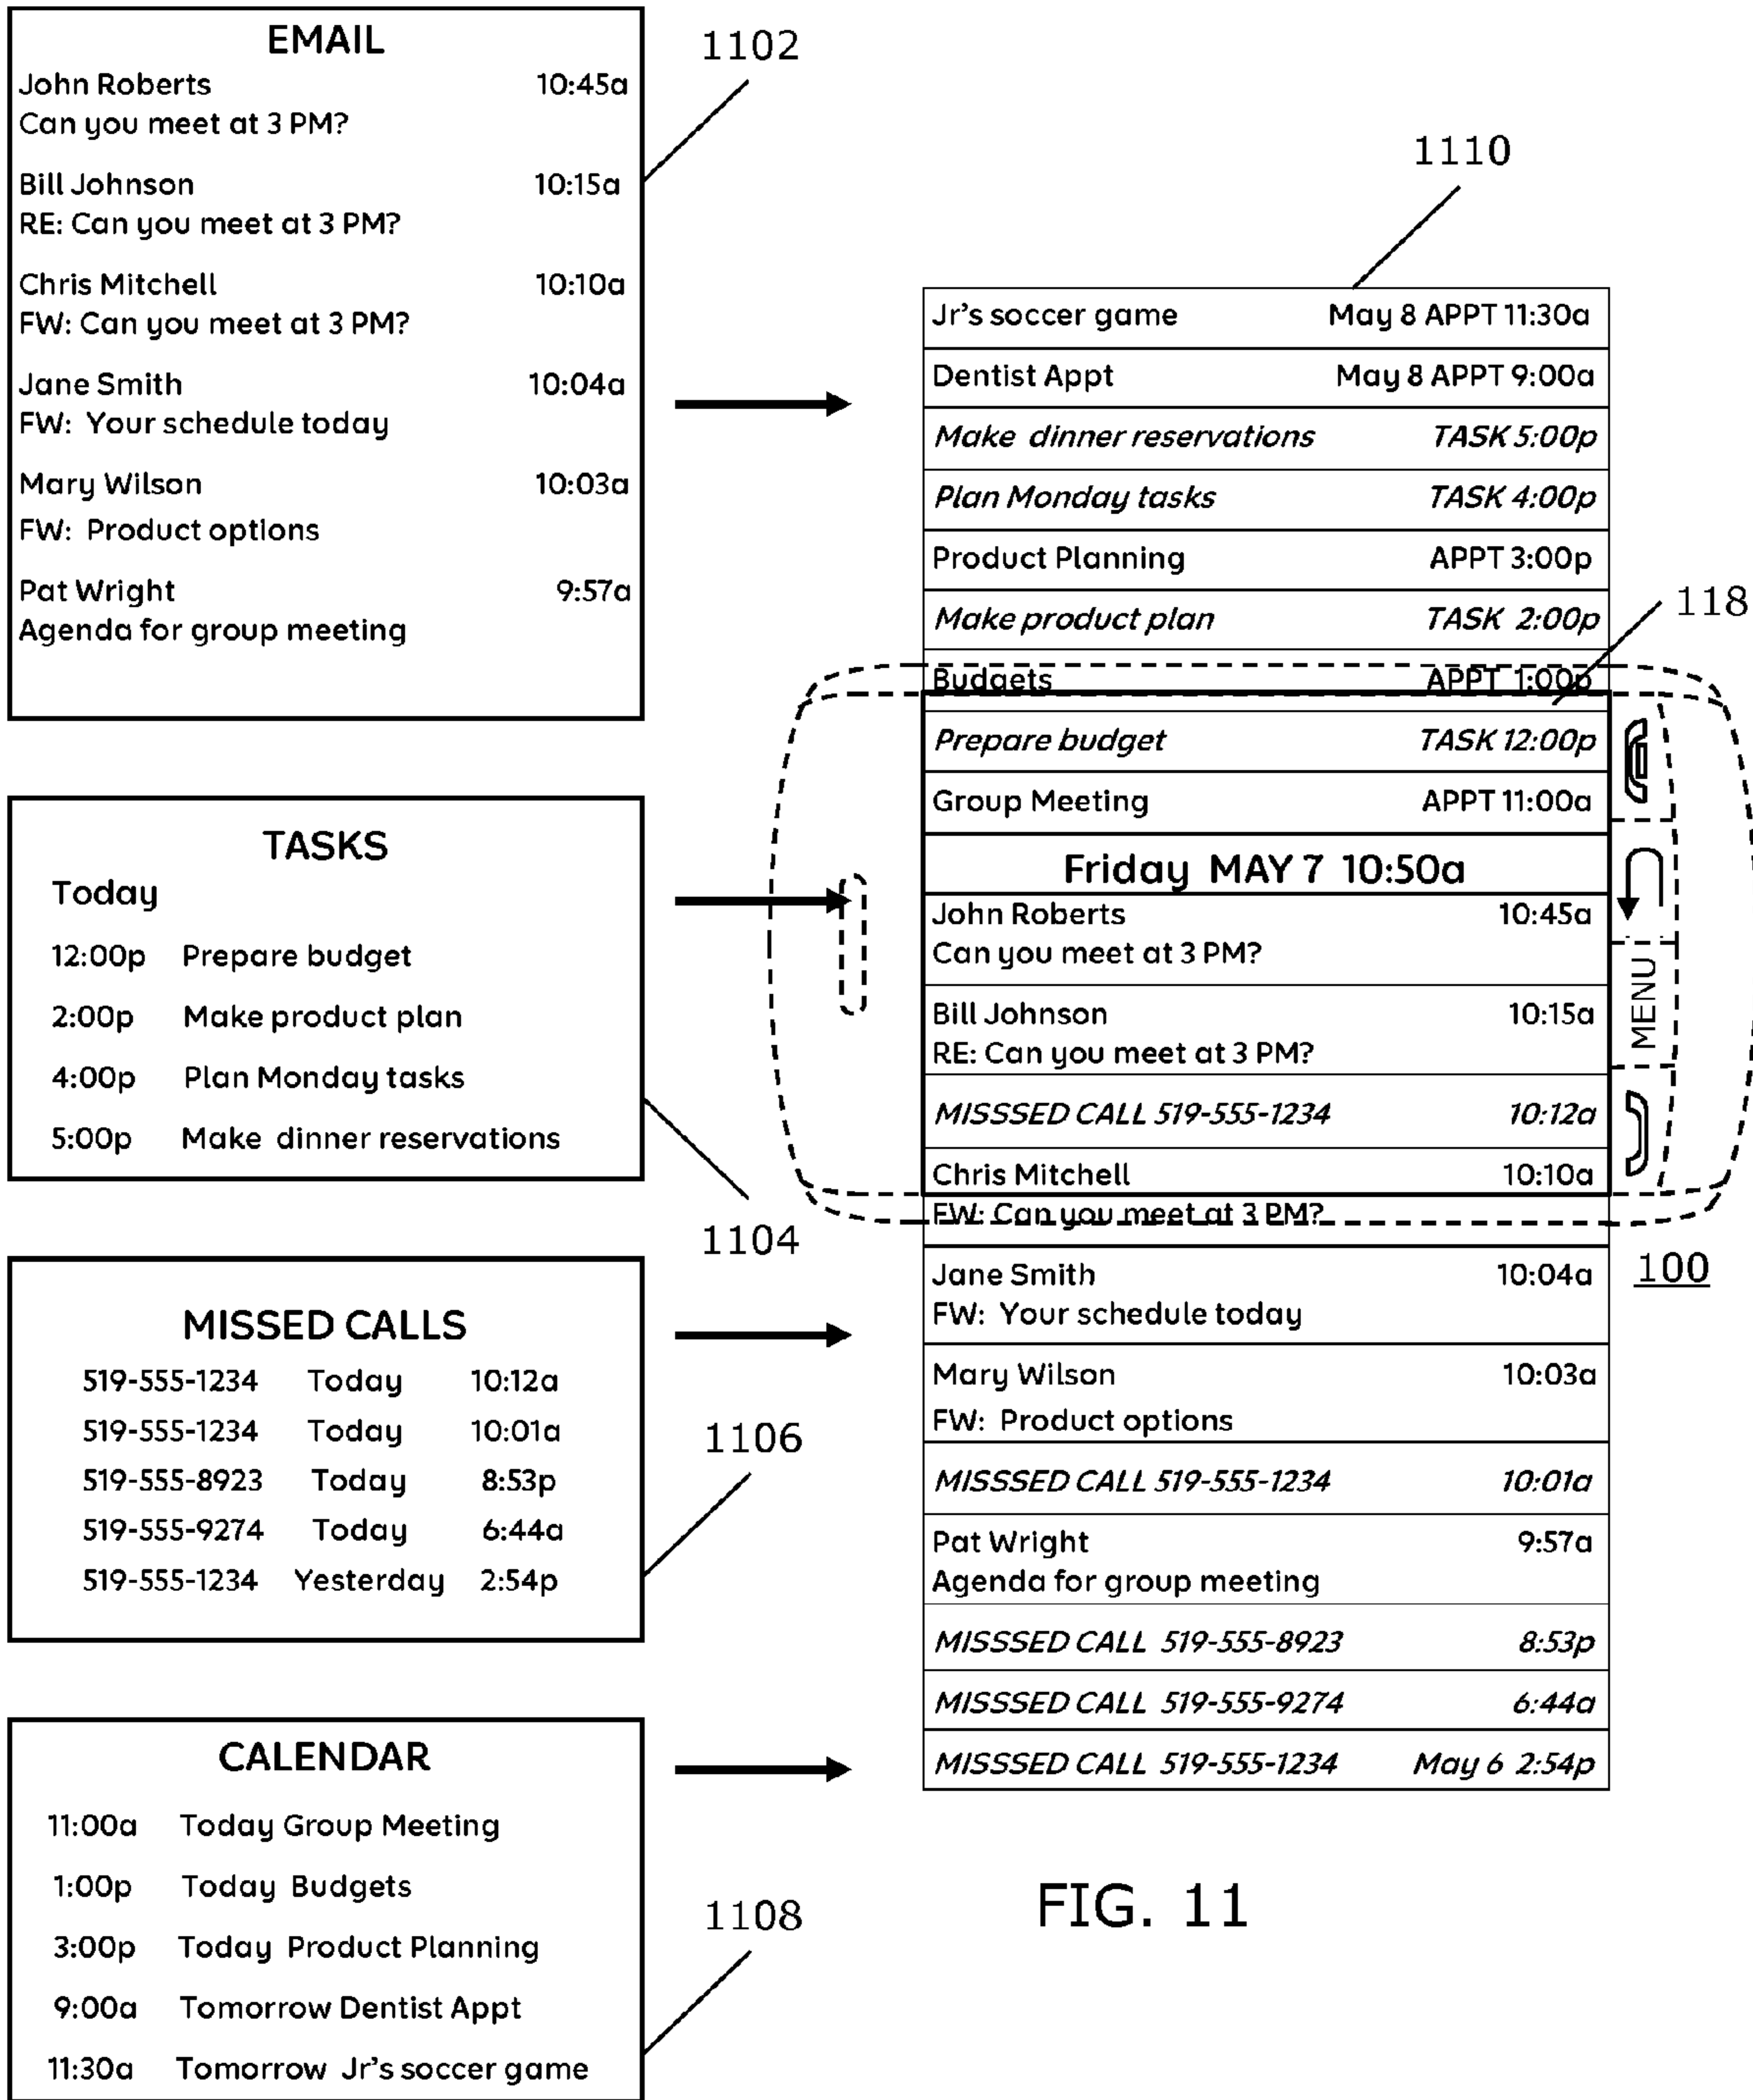 EMAIL
John Roberts 10:45a
Can you meet at 3 PM?
Bill Johnson 10:15a
RE: Can you meet at 3 PM?
Chris Mitchell 10:10a
FW: Can you meet at 3 PM?
Jane Smith 10:04a
FW: Your schedule today
Mary Wilson 10:03a
FW: Product options
Pat Wright 9:57a
Agenda for group meeting
1102
TASKS
Today
12:00p Prepare budget
2:00p Make product plan
4:00p Plan Monday tasks
5:00p Make dinner reservations
1104
MISSED CALLS
519-555-1234 Today 10:12a
519-555-1234 Today 10:01a
519-555-8923 Today 8:53p
519-555-9274 Today 6:44a
519-555-1234 Yesterday 2:54p
1106
CALENDAR
11:00a Today Group Meeting
1:00p Today Budgets
3:00p Today Product Planning
9:00a Tomorrow Dentist Appt
11:30a Tomorrow Jr's soccer game
1108
1110
Jr's soccer game May 8 APPT 11:30a
Dentist Appt May 8 APPT 9:00a
Make dinner reservations TASK 5:00p
Plan Monday tasks TASK 4:00p
Product Planning APPT 3:00p
Make product plan TASK 2:00p
118
Budgets APPT 1:00p
Prepare budget TASK 12:00p
Group Meeting APPT 11:00a
Friday MAY 7 10:50a
John Roberts 10:45a
Can you meet at 3 PM?
Bill Johnson 10:15a
RE: Can you meet at 3 PM?
MENU
MISSSED CALL 519-555-1234 10:12a
Chris Mitchell 10:10a
FW: Can you meet at 3 PM?
100
Jane Smith 10:04a
FW: Your schedule today
Mary Wilson 10:03a
FW: Product options
MISSSED CALL 519-555-1234 10:01a
Pat Wright 9:57a
Agenda for group meeting
MISSSED CALL 519-555-8923 8:53p
MISSSED CALL 519-555-9274 6:44a
MISSSED CALL 519-555-1234 May 6 2:54p
FIG. 11